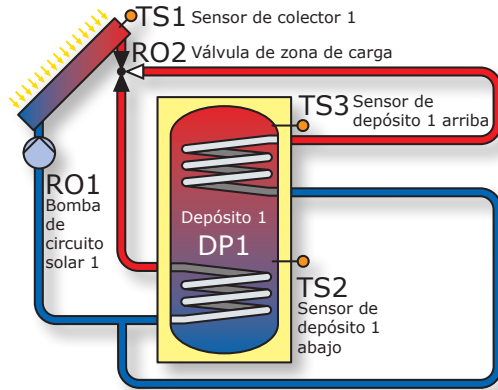 TS1 Sensor de colector 1
RO2 Válvula de zona de carga
TS3 Sensor de
depósito 1 arriba
RO1
Bomba
de
circuito
solar 1
Depósito 1
DP1
TS2
Sensor de
depósito 1
abajo